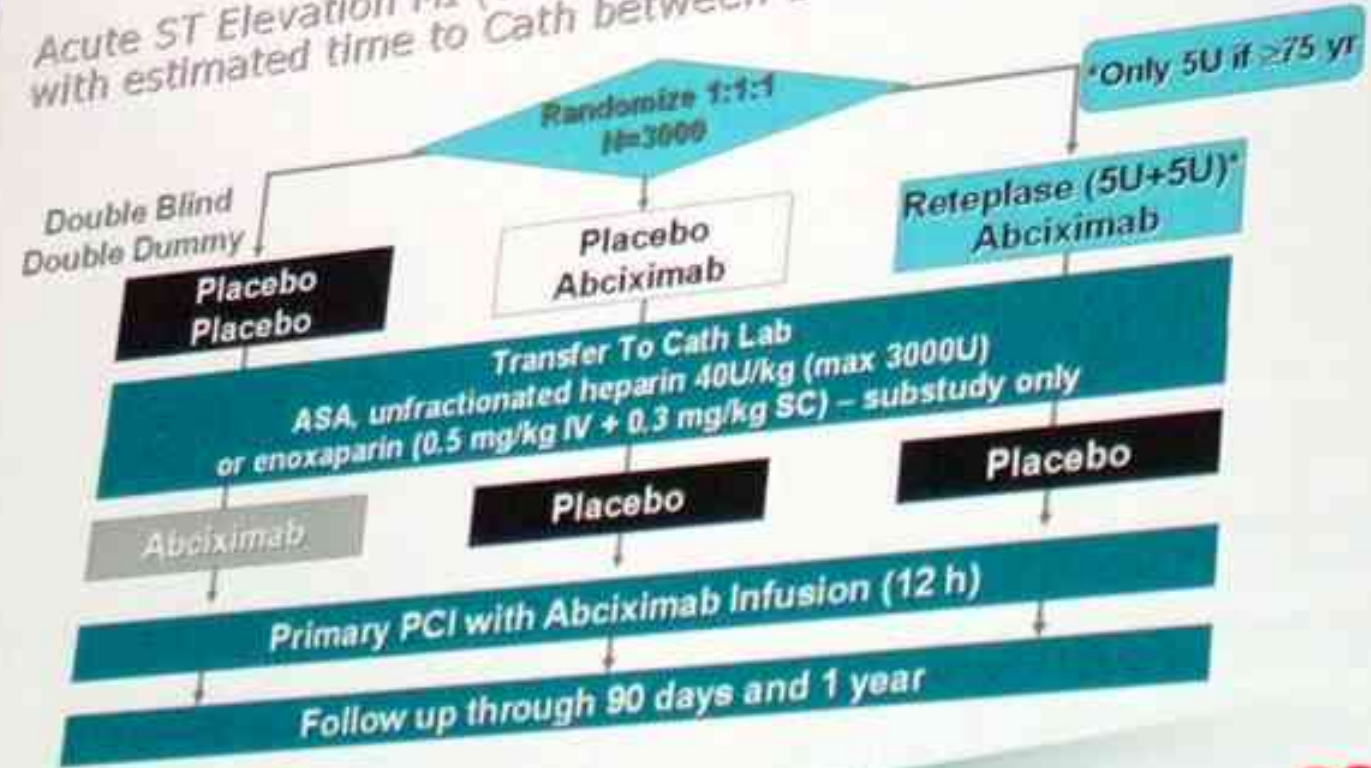 Acute ST Elevation MI
with estimated time to Cath between
Randomize 1:1:1
N=3000
*Only 5U if ≥75 yr
Double Blind
Double Dummy
Placebo
Placebo
Placebo
Abciximab
Reteplase (5U+5U)*
Abciximab
Transfer To Cath Lab
ASA, unfractionated heparin 40U/kg (max 3000U)
or enoxaparin (0.5 mg/kg IV + 0.3 mg/kg SC) – substudy only
Abciximab
Placebo
Placebo
Primary PCI with Abciximab Infusion (12 h)
Follow up through 90 days and 1 year